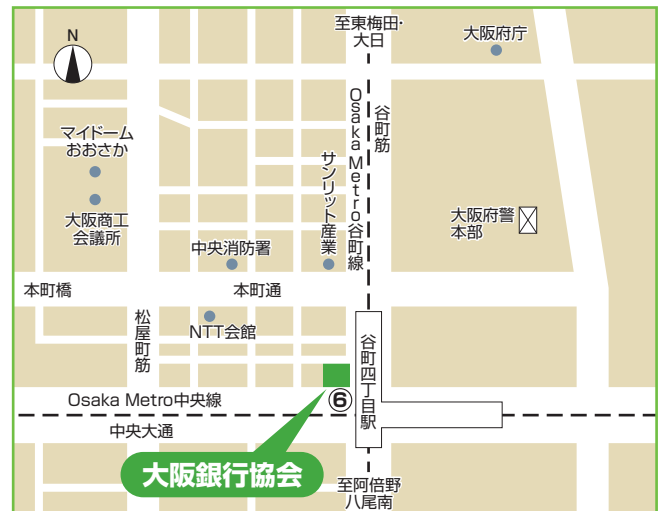 至東梅田・
大日
大阪府庁
N
Osaka Metro谷町線
谷町筋
マイドーム
おおさか
サンリット産業
大阪商工
会議所
大阪府警
本部
中央消防署
本町橋
本町通
松屋町筋
NTT会館
谷町四丁目駅
⑥
Osaka Metro中央線
中央大通
大阪銀行協会
至阿倍野
八尾南